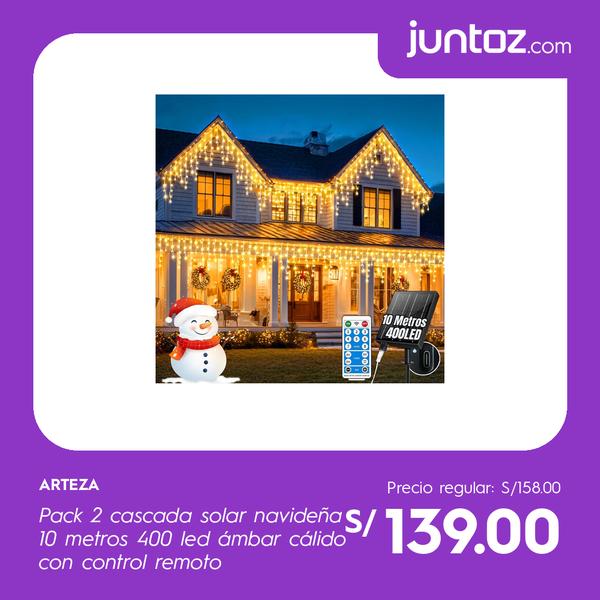 juntoz.com
10 Metros
400LED
ARTEZA
Precio regular: S/158.00
Pack 2 cascada solar navideña
10 metros 400 led ámbar cálido
con control remoto
S/ 139.00